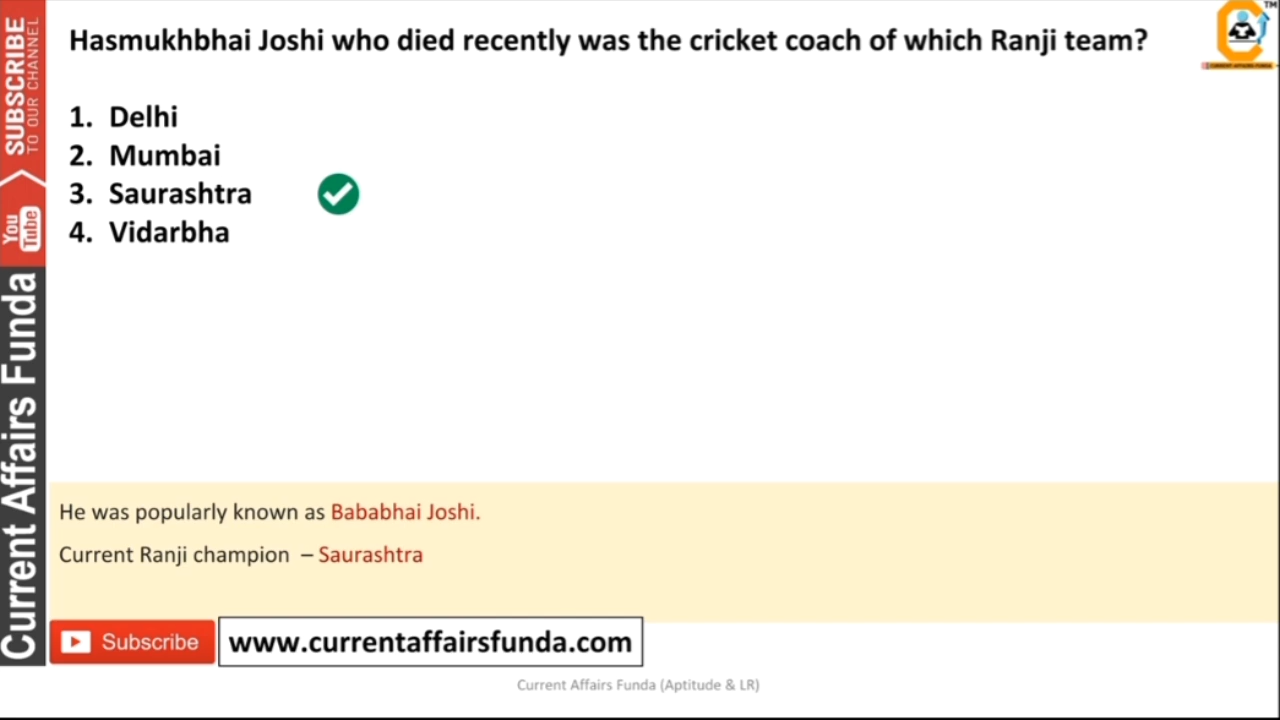 Hasmukhbhai Joshi who died recently was the cricket coach of which Ranji team?
TM
1. Delhi
2. Mumbai
3. Saurashtra
4. Vidarbha
SUBSCRIBE
TO OUR CHANNEL
You
Tube
Current Affairs Funda
He was popularly known as Bababhai Joshi.
Current Ranji champion – Saurashtra
Subscribe
www.currentaffairsfunda.com
Current Affairs Funda (Aptitude & LR)